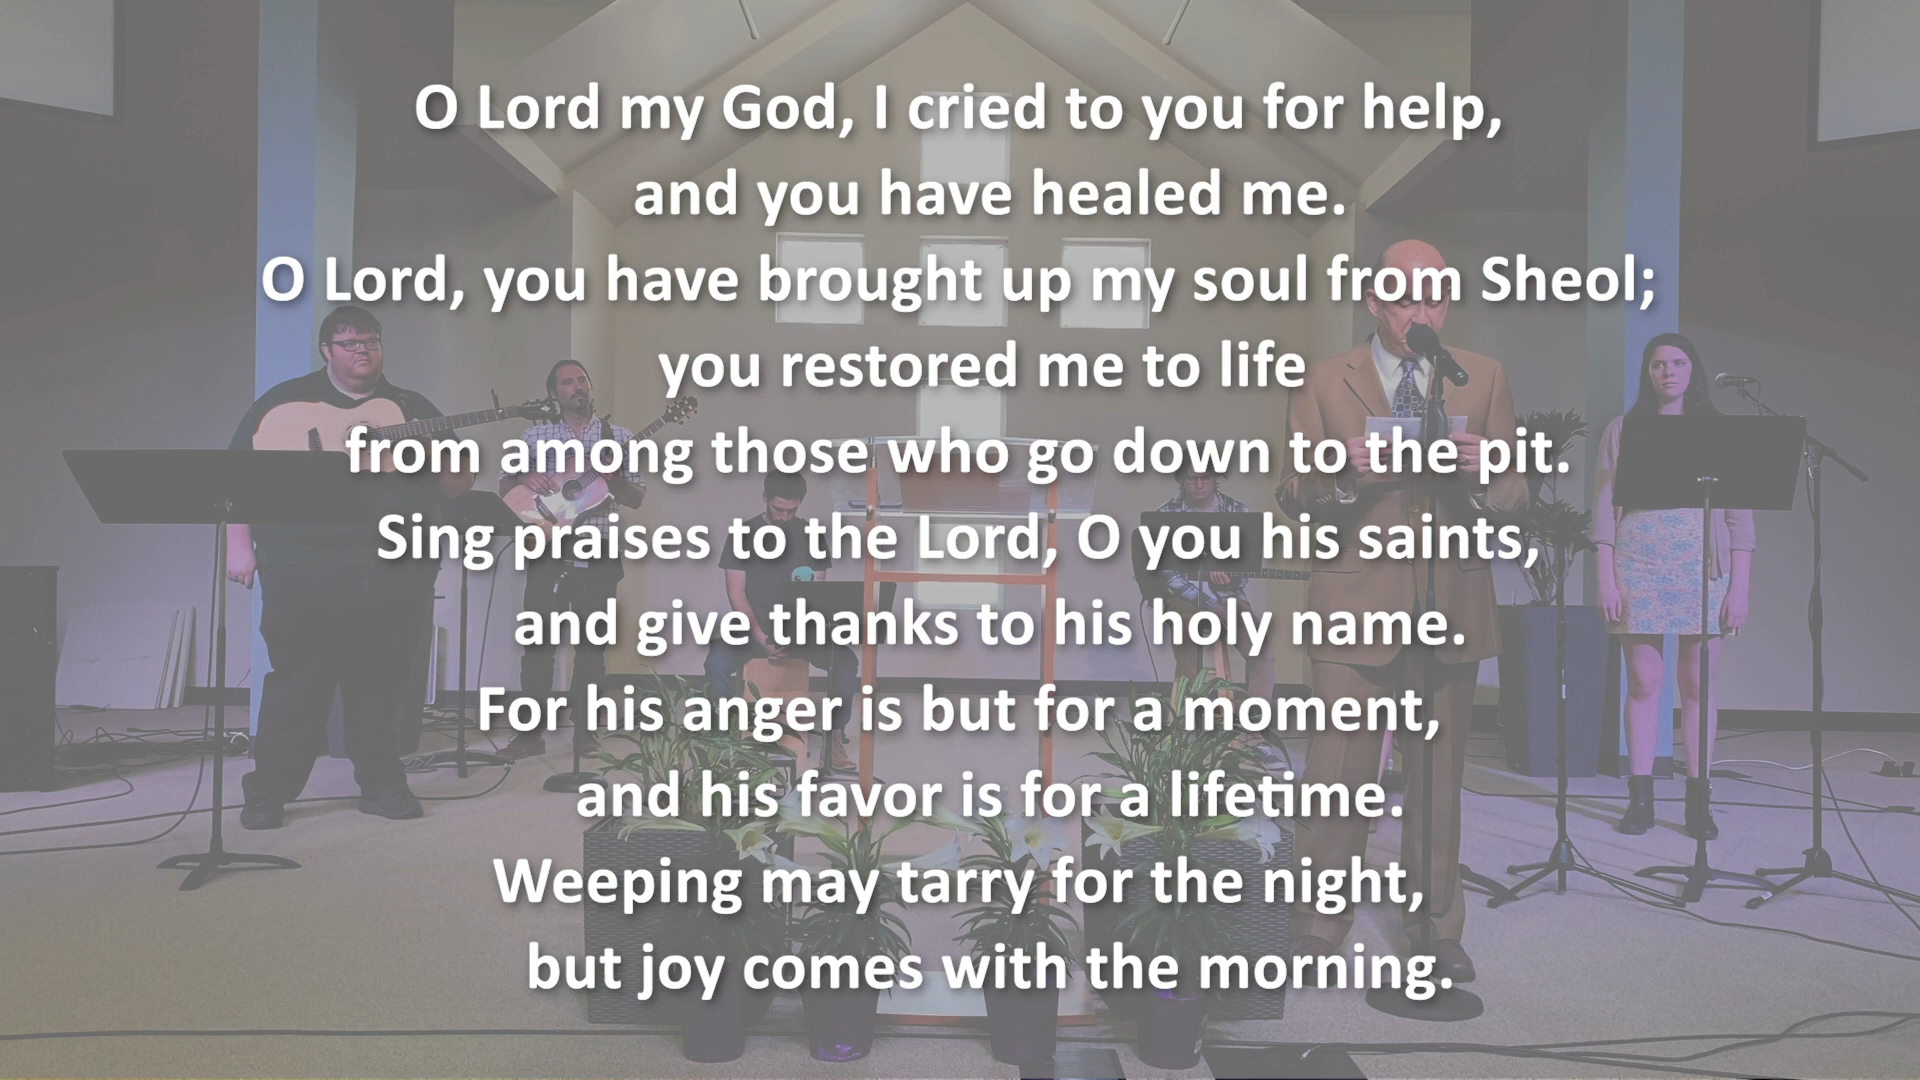 O Lord my God, I cried to you for help,
and you have healed me.
O Lord, you have brought up my soul from Sheol;
you restored me to life
from among those who go down to the pit.
Sing praises to the Lord, O you his saints,
and give thanks to his holy name.
For his anger is but for a moment,
and his favor is for a lifetime.
Weeping may tarry for the night,
but joy comes with the morning.